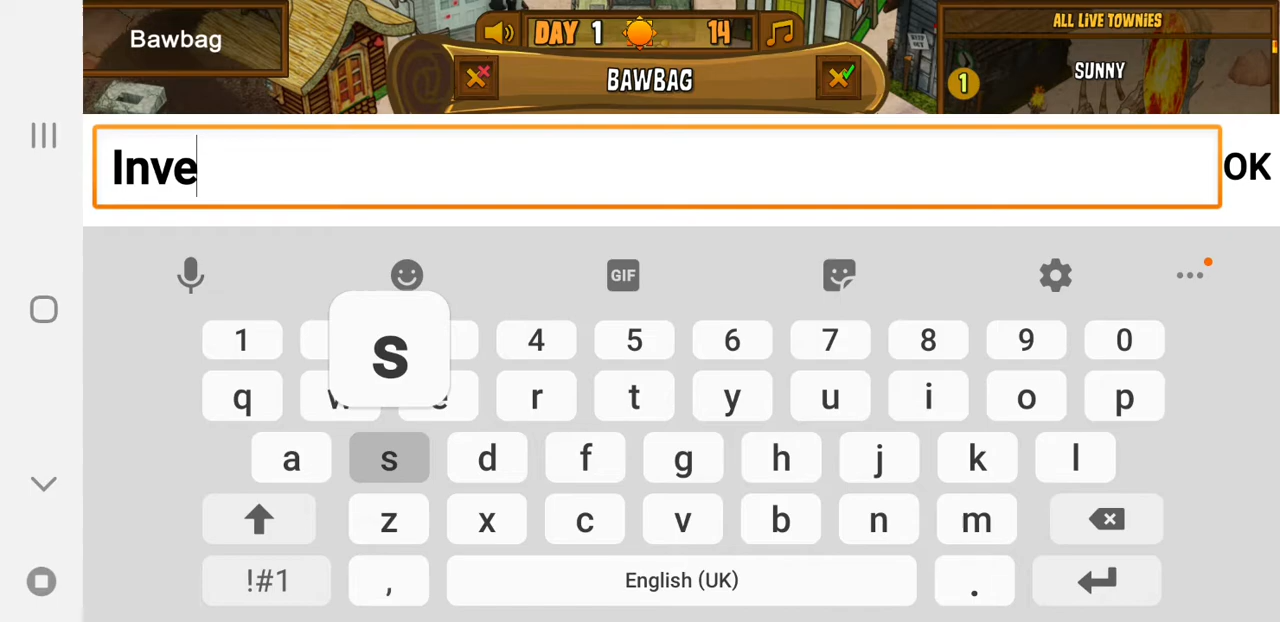 Bawbag
DAY 1 14
BAWBAG
ALL LIVE TOWNIES
1 SUNNY
Inve
OK
GIF
s
1 4 5 6 7 8 9 0
q w e r t y u i o p
a s d f g h j k l
z x c v b n m
!#1 , English (UK) .